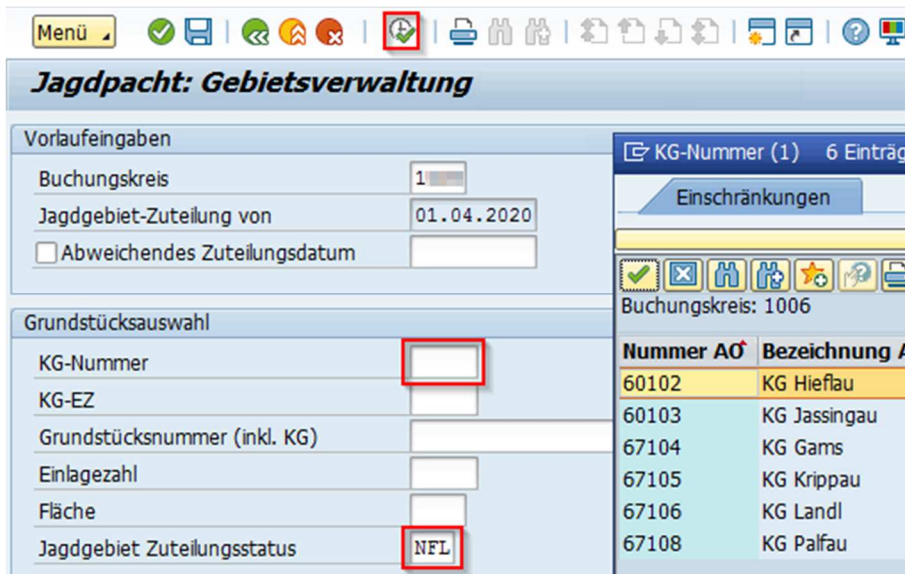 Menü
Jagdpacht: Gebietsverwaltung
Vorlaufeingaben
Buchungskreis 1
Jagdgebiet-Zuteilung von 01.04.2020
Abweichendes Zuteilungsdatum
Grundstücksauswahl
KG-Nummer
KG-EZ
Grundstücksnummer (inkl. KG)
Einlagezahl
Fläche
Jagdgebiet Zuteilungsstatus NFL
KG-Nummer (1) 6 Einträg
Einschränkungen
Buchungskreis: 1006
Nummer AO Bezeichnung A
60102 KG Hieflau
60103 KG Jassingau
67104 KG Gams
67105 KG Krippau
67106 KG Landl
67108 KG Palfau